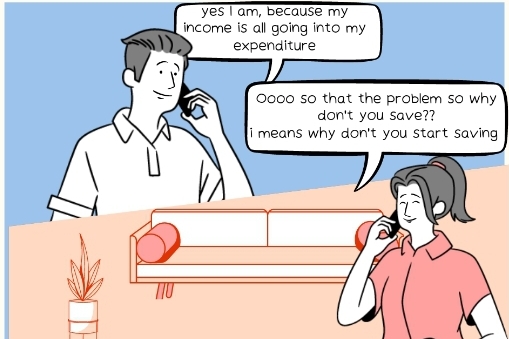 yes I am, because my
income is all going into my
expenditure
Oooo so that the problem so why
don't you save??
i means why don't you start saving